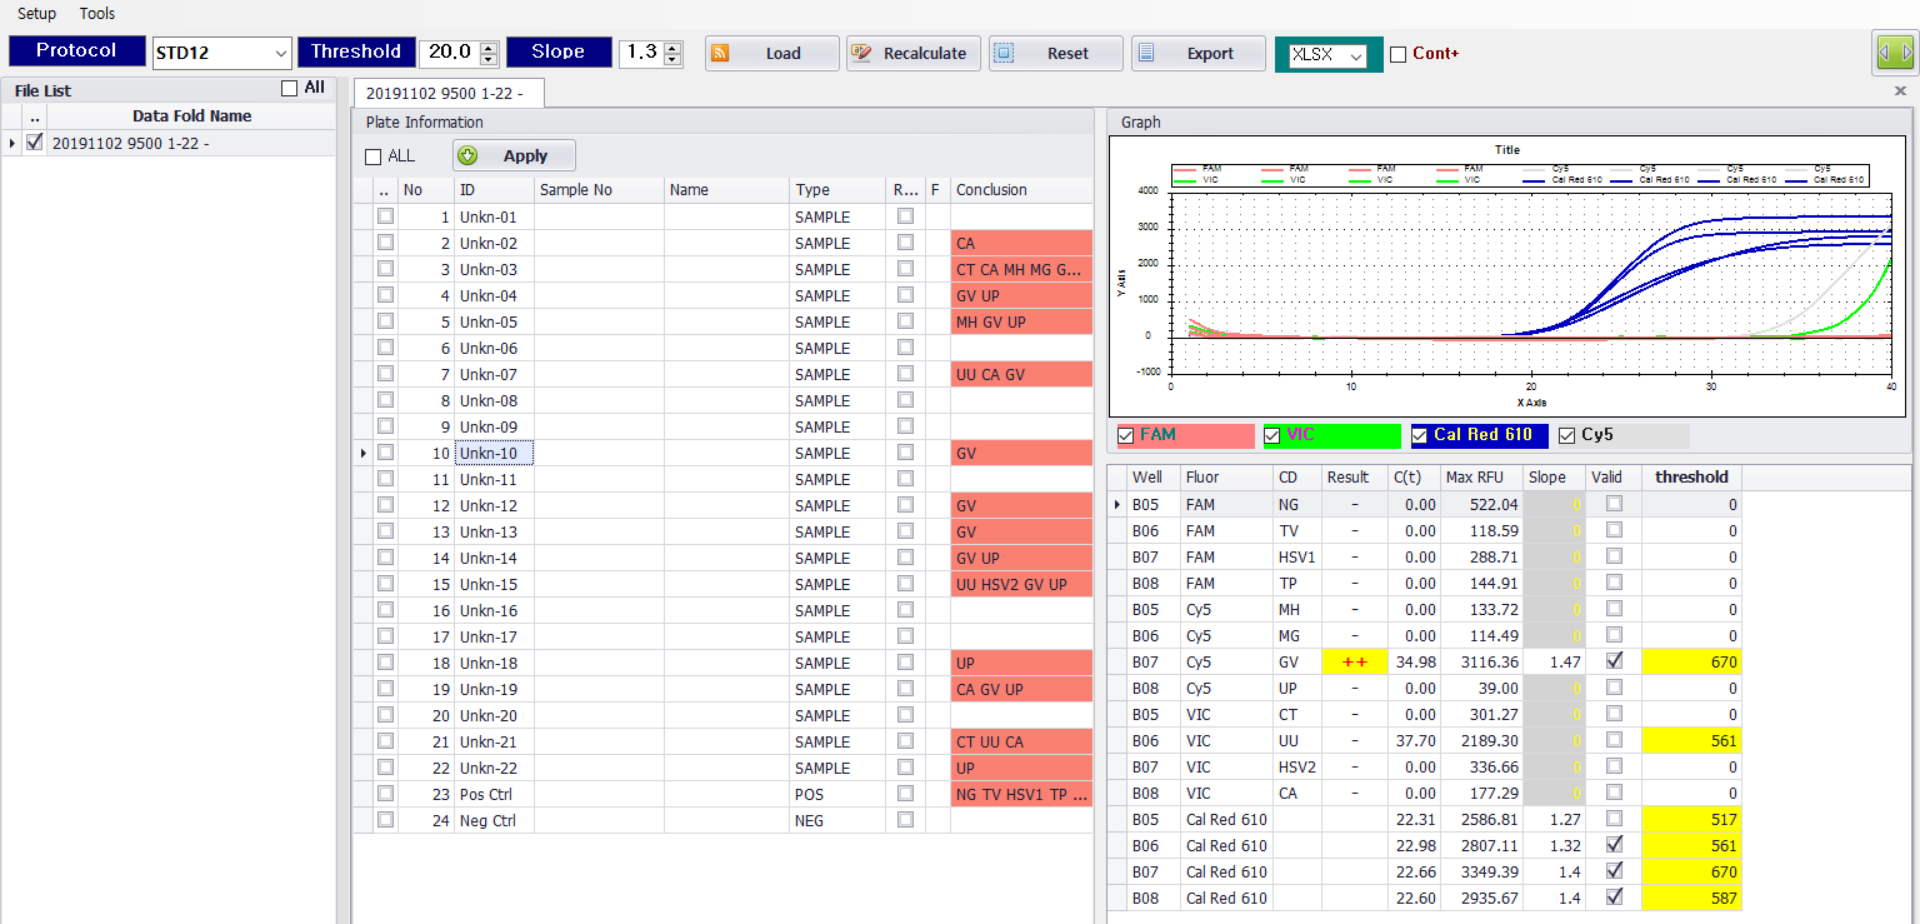 Setup Tools
Protocol STD12 Threshold 20.0 Slope 1.3 Load Recalculate Reset Export XLSX Cont+
File List All
.. Data Fold Name
20191102 9500 1-22 -
20191102 9500 1-22 -
Plate Information
ALL Apply
.. No ID Sample No Name Type R... F Conclusion
1 Unkn-01 SAMPLE
2 Unkn-02 SAMPLE CA
3 Unkn-03 SAMPLE CT CA MH MG G...
4 Unkn-04 SAMPLE GV UP
5 Unkn-05 SAMPLE MH GV UP
6 Unkn-06 SAMPLE
7 Unkn-07 SAMPLE UU CA GV
8 Unkn-08 SAMPLE
9 Unkn-09 SAMPLE
10 Unkn-10 SAMPLE GV
11 Unkn-11 SAMPLE
12 Unkn-12 SAMPLE GV
13 Unkn-13 SAMPLE GV
14 Unkn-14 SAMPLE GV UP
15 Unkn-15 SAMPLE UU HSV2 GV UP
16 Unkn-16 SAMPLE
17 Unkn-17 SAMPLE
18 Unkn-18 SAMPLE UP
19 Unkn-19 SAMPLE CA GV UP
20 Unkn-20 SAMPLE
21 Unkn-21 SAMPLE CT UU CA
22 Unkn-22 SAMPLE UP
23 Pos Ctrl POS NG TV HSV1 TP ...
24 Neg Ctrl NEG
Graph
Title
FAM FAM FAM FAM Cy5 Cy5 Cy5 Cy5
VIC VIC VIC VIC Cal Red 610 Cal Red 610 Cal Red 610 Cal Red 610
4000
3000
2000
Y Axis
1000
0
-1000
0 10 20 30 40
X Axis
FAM VIC Cal Red 610 Cy5
Well Fluor CD Result C(t) Max RFU Slope Valid threshold
B05 FAM NG - 0.00 522.04 0 0
B06 FAM TV - 0.00 118.59 0 0
B07 FAM HSV1 - 0.00 288.71 0 0
B08 FAM TP - 0.00 144.91 0 0
B05 Cy5 MH - 0.00 133.72 0 0
B06 Cy5 MG - 0.00 114.49 0 0
B07 Cy5 GV ++ 34.98 3116.36 1.47 670
B08 Cy5 UP - 0.00 39.00 0 0
B05 VIC CT - 0.00 301.27 0 0
B06 VIC UU - 37.70 2189.30 0 561
B07 VIC HSV2 - 0.00 336.66 0 0
B08 VIC CA - 0.00 177.29 0 0
B05 Cal Red 610 22.31 2586.81 1.27 517
B06 Cal Red 610 22.98 2807.11 1.32 561
B07 Cal Red 610 22.66 3349.39 1.4 670
B08 Cal Red 610 22.60 2935.67 1.4 587